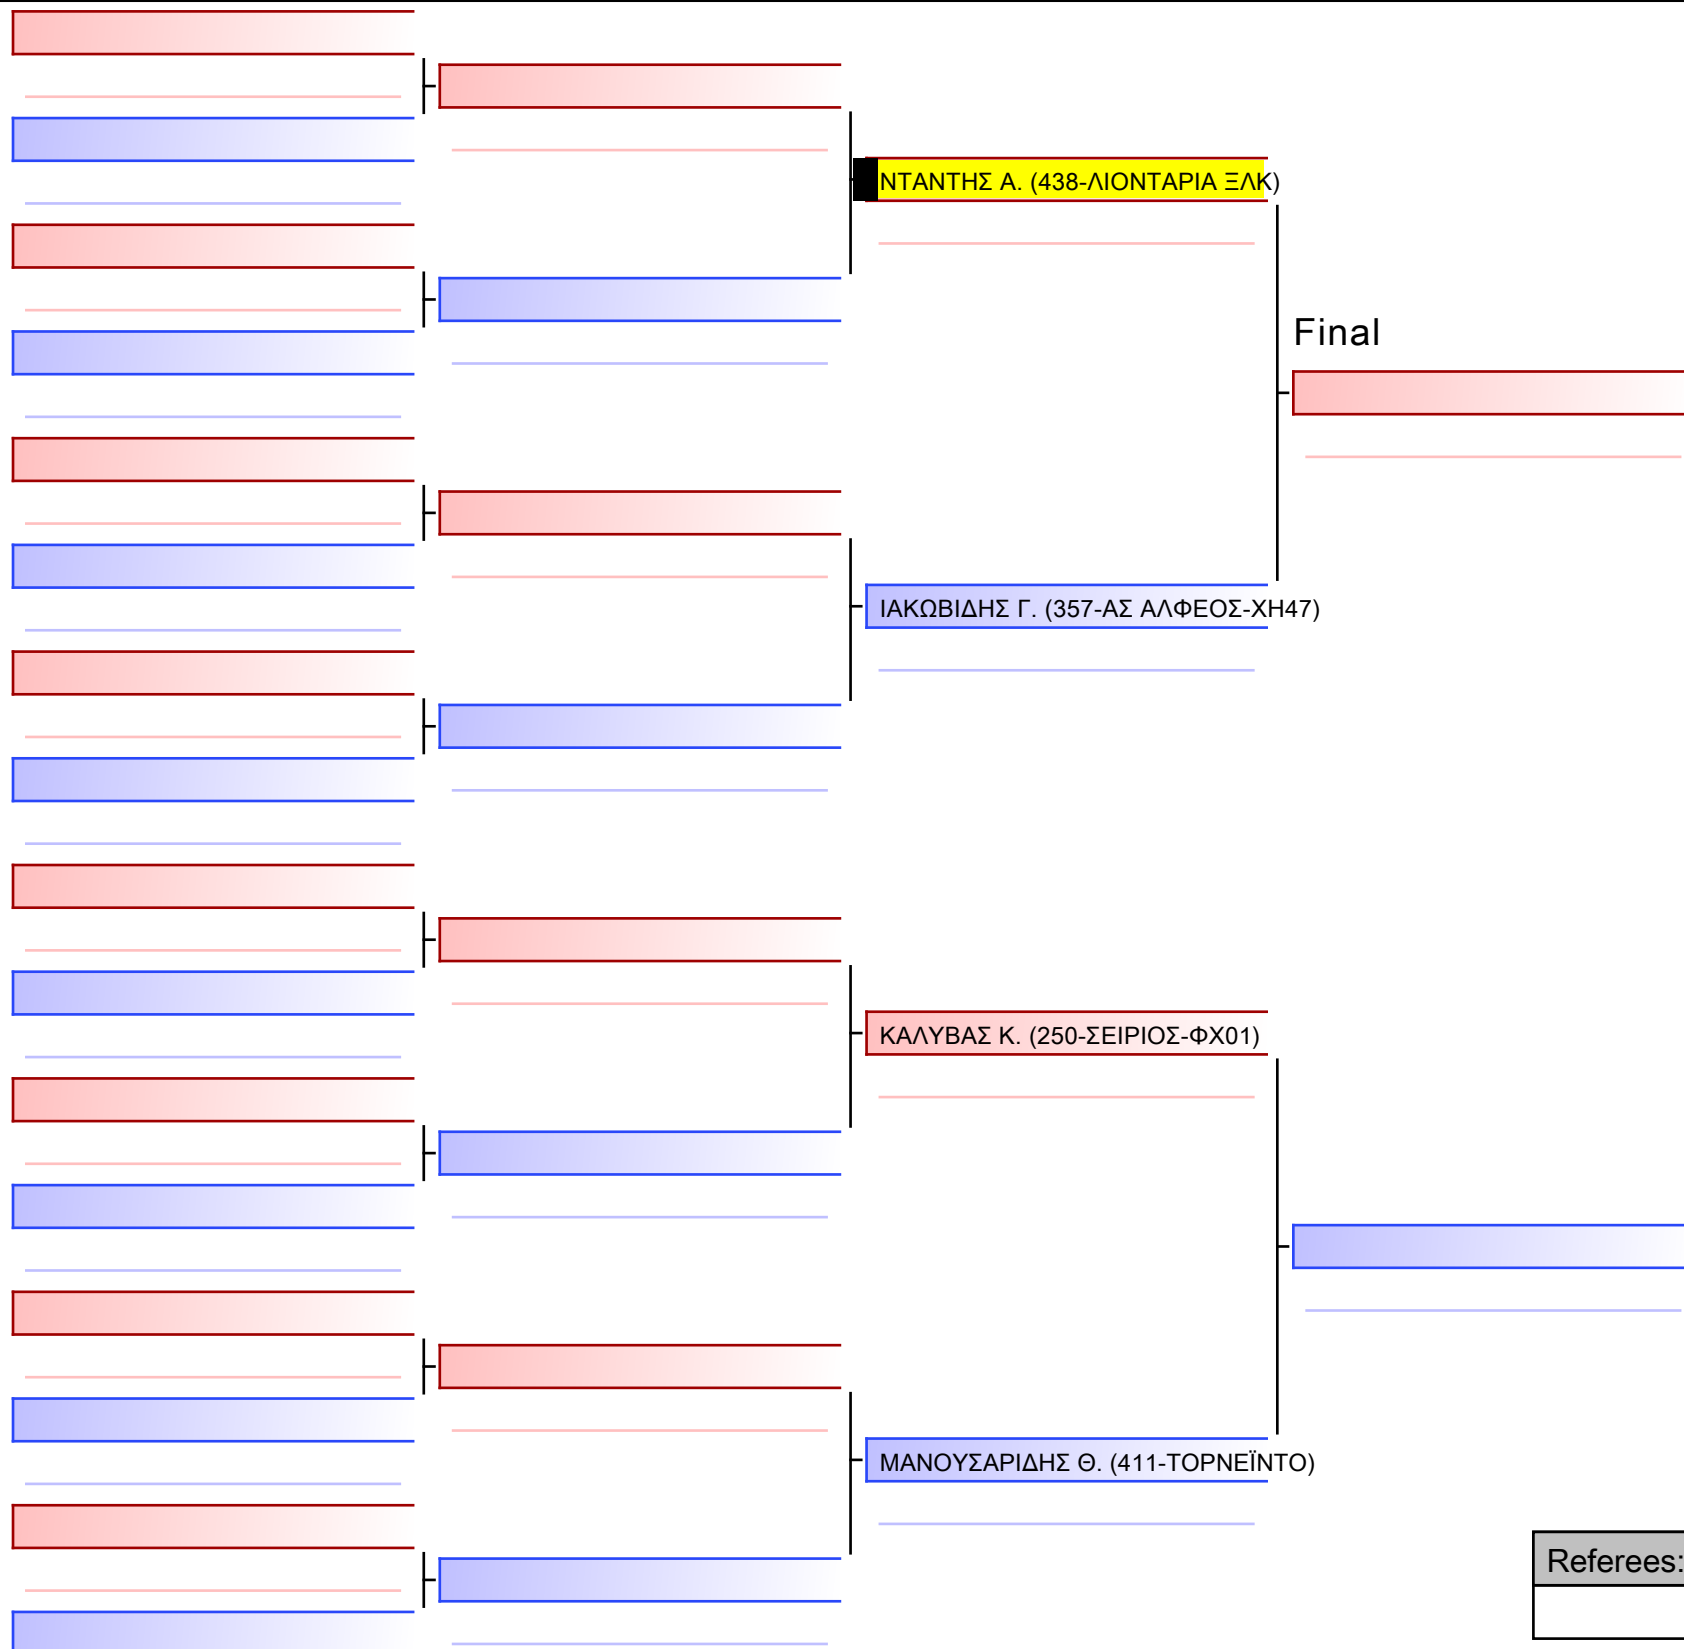 ΝΤΑΝΤΗΣ Α. (438-ΛΙΟΝΤΑΡΙΑ ΞΛΚ)
Final
ΙΑΚΩΒΙΔΗΣ Γ. (357-ΑΣ ΑΛΦΕΟΣ-ΧΗ47)
ΚΑΛΥΒΑΣ Κ. (250-ΣΕΙΡΙΟΣ-ΦΧ01)
ΜΑΝΟΥΣΑΡΙΔΗΣ Θ. (411-ΤΟΡΝΕΪΝΤΟ)
Referees: